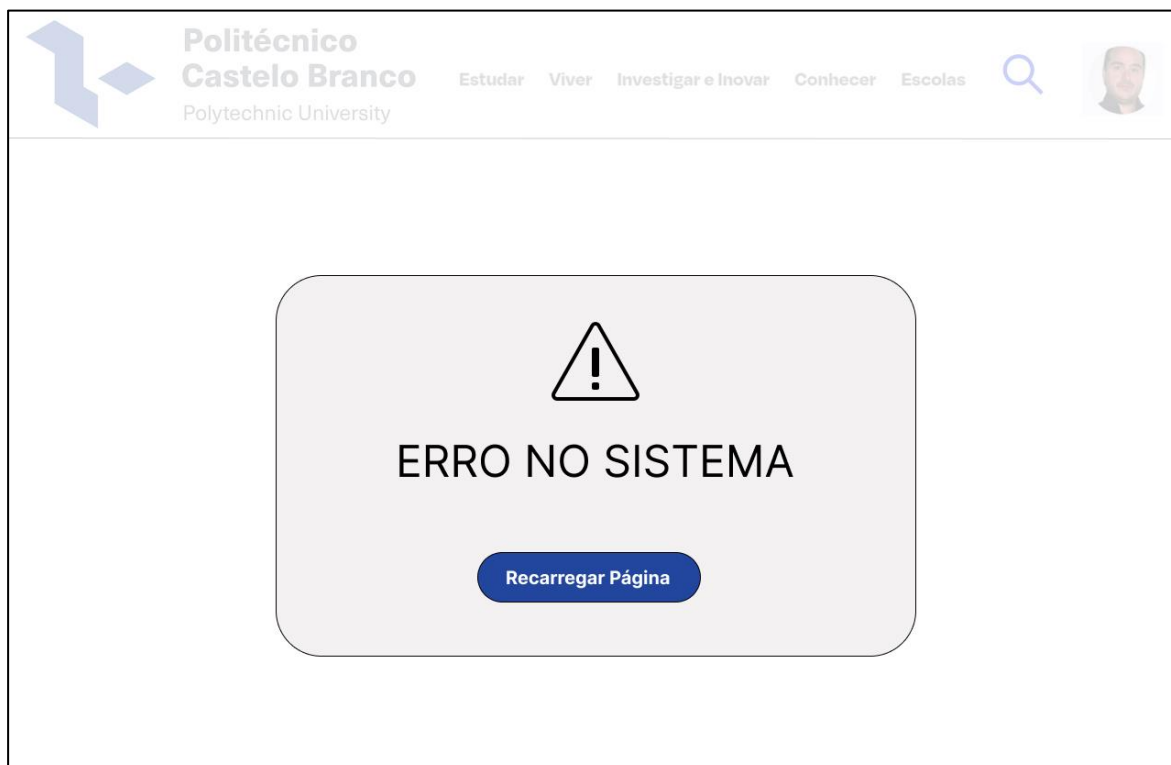 Politécnico
Castelo Branco
Polytechnic University
Estudar Viver Investigar e Inovar Conhecer Escolas
ERRO NO SISTEMA
Recarregar Página